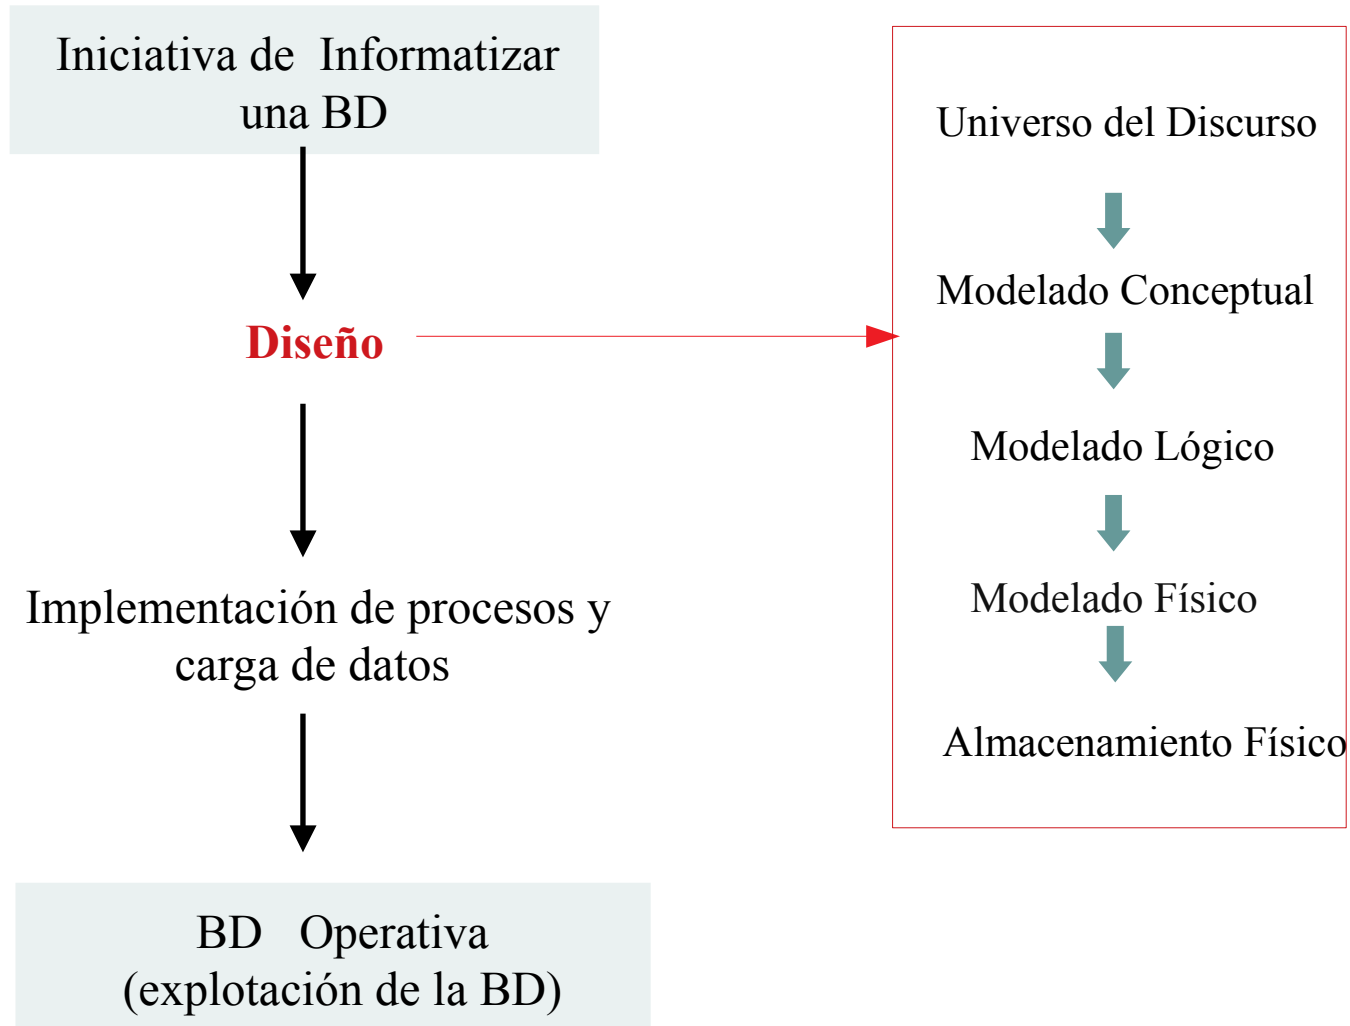 Iniciativa de Informatizar
una BD
Diseño
Implementación de procesos y
carga de datos
BD Operativa
(explotación de la BD)
Universo del Discurso
Modelado Conceptual
Modelado Lógico
Modelado Físico
Almacenamiento Físico